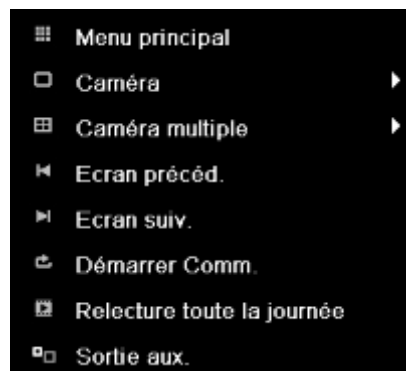 Menu principal
Caméra
Caméra multiple
Ecran précéd.
Ecran suiv.
Démarrer Comm.
Relecture toute la journée
Sortie aux.